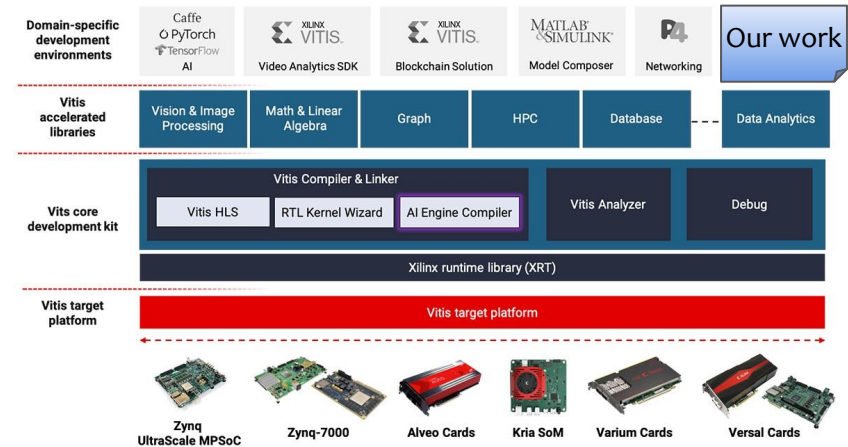 Domain-specific
development
environments
Caffe
PyTorch
TensorFlow
AI
XILINX
VITIS™
Video Analytics SDK
XILINX
VITIS™
Blockchain Solution
MATLAB®
&SIMULINK®
Model Composer
P4
Networking
Our work
Vitis
accelerated
libraries
Vision & Image
Processing
Math & Linear
Algebra
Graph
HPC
Database
Data Analytics
Vits core
development kit
Vitis Compiler & Linker
Vitis HLS
RTL Kernel Wizard
AI Engine Compiler
Vitis Analyzer
Debug
Xilinx runtime library (XRT)
Vitis target
platform
Vitis target platform
Zynq
UltraScale MPSoC
Zynq-7000
Alveo Cards
Kria SoM
Varium Cards
Versal Cards